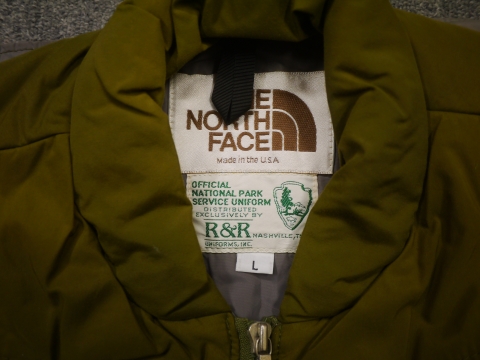 THE
NORTH
FACE
Made in the U.S.A
OFFICIAL
NATIONAL PARK
SERVICE UNIFORM
DISTRIBUTED
EXCLUSIVELY BY
R&R NASHVILLE, TN
UNIFORMS, INC.
L